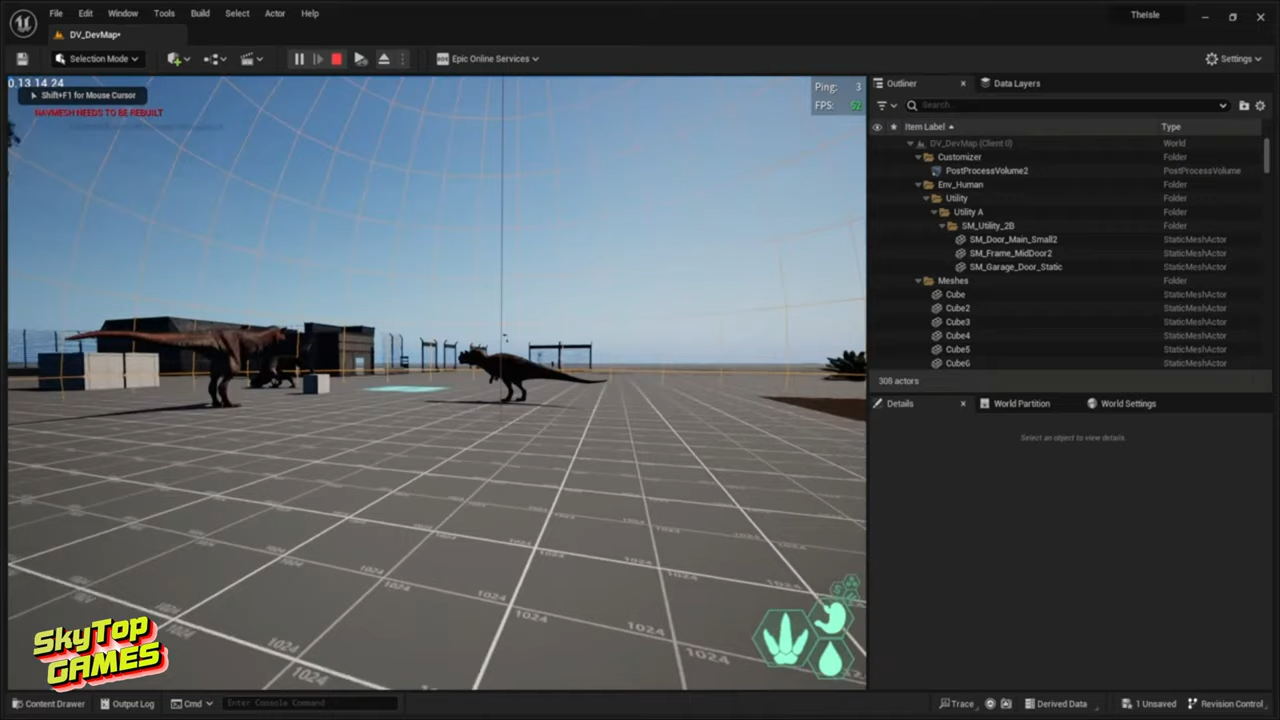 File Edit Window Tools Build Select Actor Help
TheIsle
DV_DevMap*
Selection Mode
Epic Online Services
Settings
0.13.14.24
Shift+F1 for Mouse Cursor
NAVMESH NEEDS TO BE REBUILT
Ping: 3
FPS: 52
Outliner
Data Layers
Search...
Item Label
Type
DV_DevMap (Client 0) World
Customizer Folder
PostProcessVolume2 PostProcessVolume
Env_Human Folder
Utility Folder
Utility A Folder
SM_Utility_2B Folder
SM_Door_Main_Small2 StaticMeshActor
SM_Frame_MidDoor2 StaticMeshActor
SM_Garage_Door_Static StaticMeshActor
Meshes Folder
Cube StaticMeshActor
Cube2 StaticMeshActor
Cube3 StaticMeshActor
Cube4 StaticMeshActor
Cube5 StaticMeshActor
Cube6 StaticMeshActor
306 actors
Details
World Partition
World Settings
Select an object to view details.
1024
1024
1024
1024
1024
1024
1024
SkyTop
GAMES
Content Drawer
Output Log
Cmd
Enter Console Command
Trace
Derived Data
1 Unsaved
Revision Control